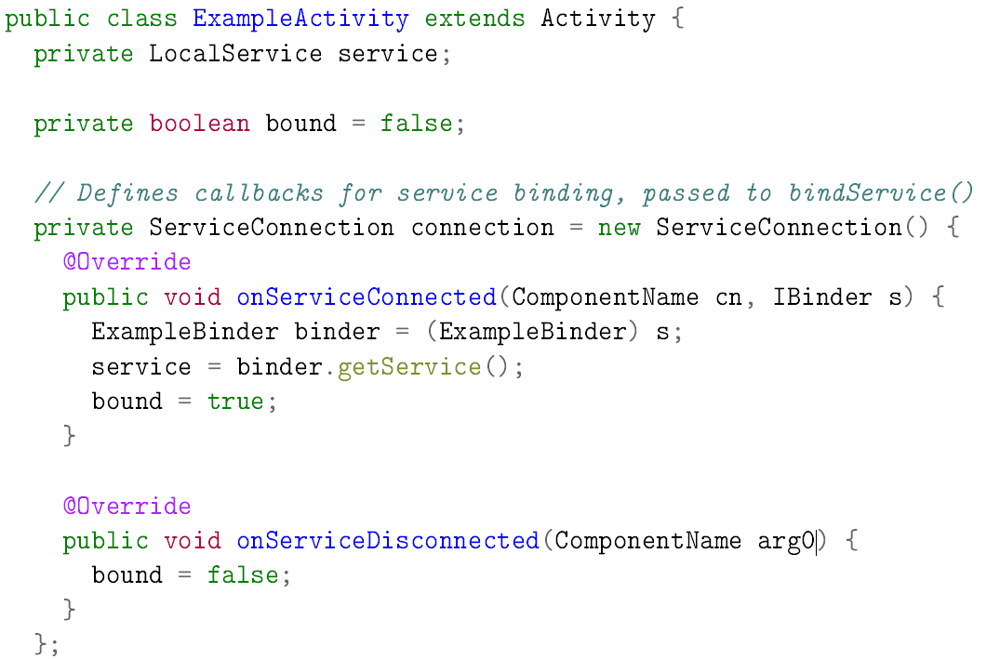 public class ExampleActivity extends Activity {
  private LocalService service;

  private boolean bound = false;

  // Defines callbacks for service binding, passed to bindService()
  private ServiceConnection connection = new ServiceConnection() {
    @Override
    public void onServiceConnected(ComponentName cn, IBinder s) {
      ExampleBinder binder = (ExampleBinder) s;
      service = binder.getService();
      bound = true;
    }

    @Override
    public void onServiceDisconnected(ComponentName arg0) {
      bound = false;
    }
  };